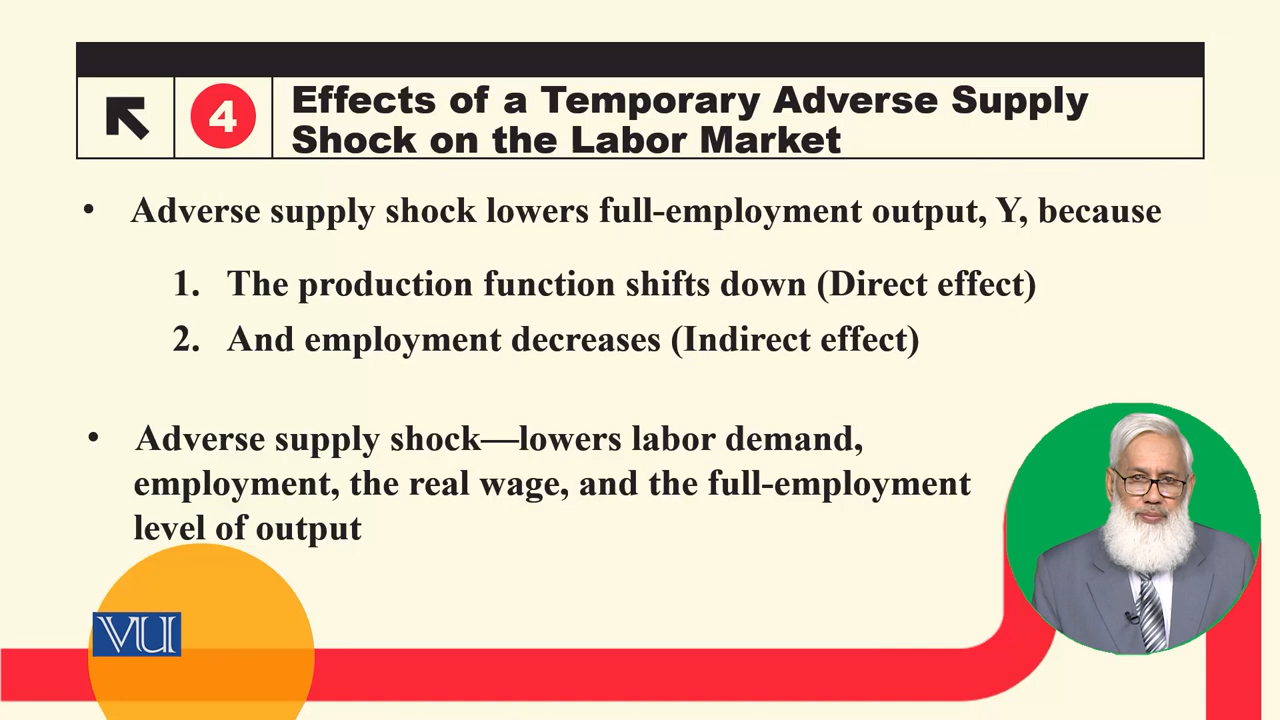 4
Effects of a Temporary Adverse Supply
Shock on the Labor Market
• Adverse supply shock lowers full-employment output, Y, because
1. The production function shifts down (Direct effect)
2. And employment decreases (Indirect effect)
• Adverse supply shock—lowers labor demand,
employment, the real wage, and the full-employment
level of output
VU